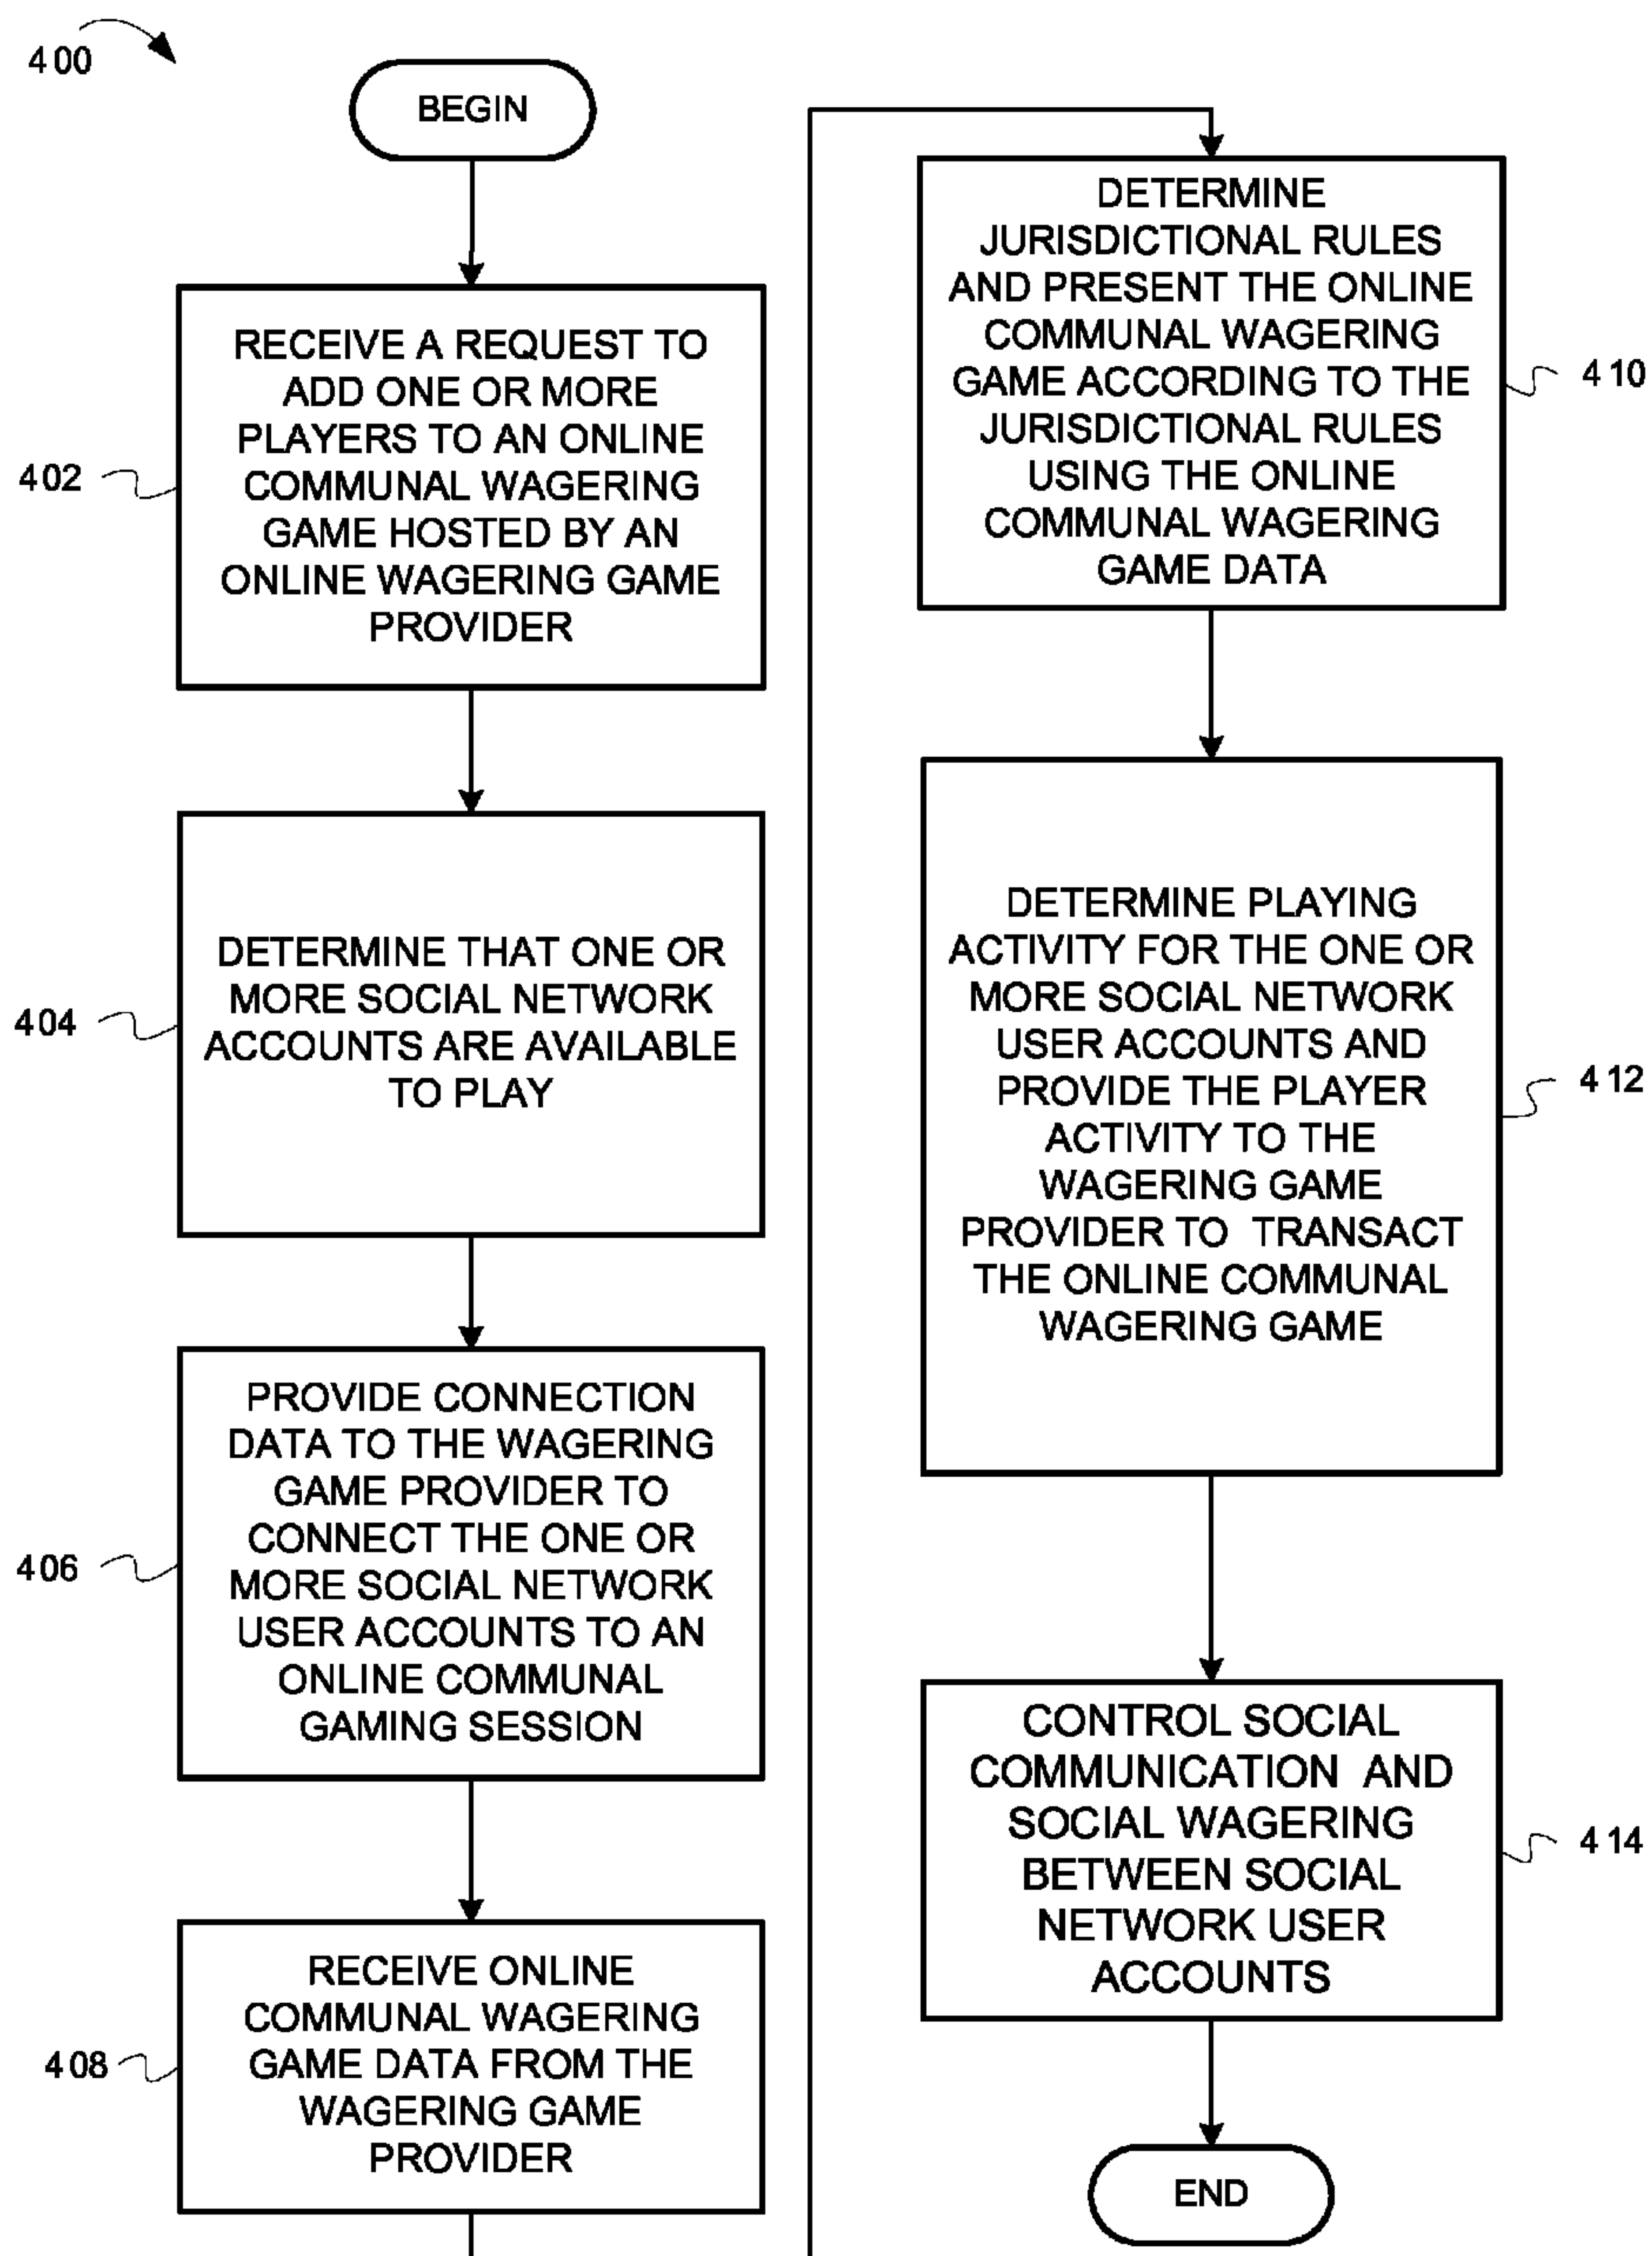 400
BEGIN
402
RECEIVE A REQUEST TO
ADD ONE OR MORE
PLAYERS TO AN ONLINE
COMMUNAL WAGERING
GAME HOSTED BY AN
ONLINE WAGERING GAME
PROVIDER
404
DETERMINE THAT ONE OR
MORE SOCIAL NETWORK
ACCOUNTS ARE AVAILABLE
TO PLAY
406
PROVIDE CONNECTION
DATA TO THE WAGERING
GAME PROVIDER TO
CONNECT THE ONE OR
MORE SOCIAL NETWORK
USER ACCOUNTS TO AN
ONLINE COMMUNAL
GAMING SESSION
408
RECEIVE ONLINE
COMMUNAL WAGERING
GAME DATA FROM THE
WAGERING GAME
PROVIDER
DETERMINE
JURISDICTIONAL RULES
AND PRESENT THE ONLINE
COMMUNAL WAGERING
GAME ACCORDING TO THE
JURISDICTIONAL RULES
USING THE ONLINE
COMMUNAL WAGERING
GAME DATA
410
DETERMINE PLAYING
ACTIVITY FOR THE ONE OR
MORE SOCIAL NETWORK
USER ACCOUNTS AND
PROVIDE THE PLAYER
ACTIVITY TO THE
WAGERING GAME
PROVIDER TO TRANSACT
THE ONLINE COMMUNAL
WAGERING GAME
412
CONTROL SOCIAL
COMMUNICATION AND
SOCIAL WAGERING
BETWEEN SOCIAL
NETWORK USER
ACCOUNTS
414
END